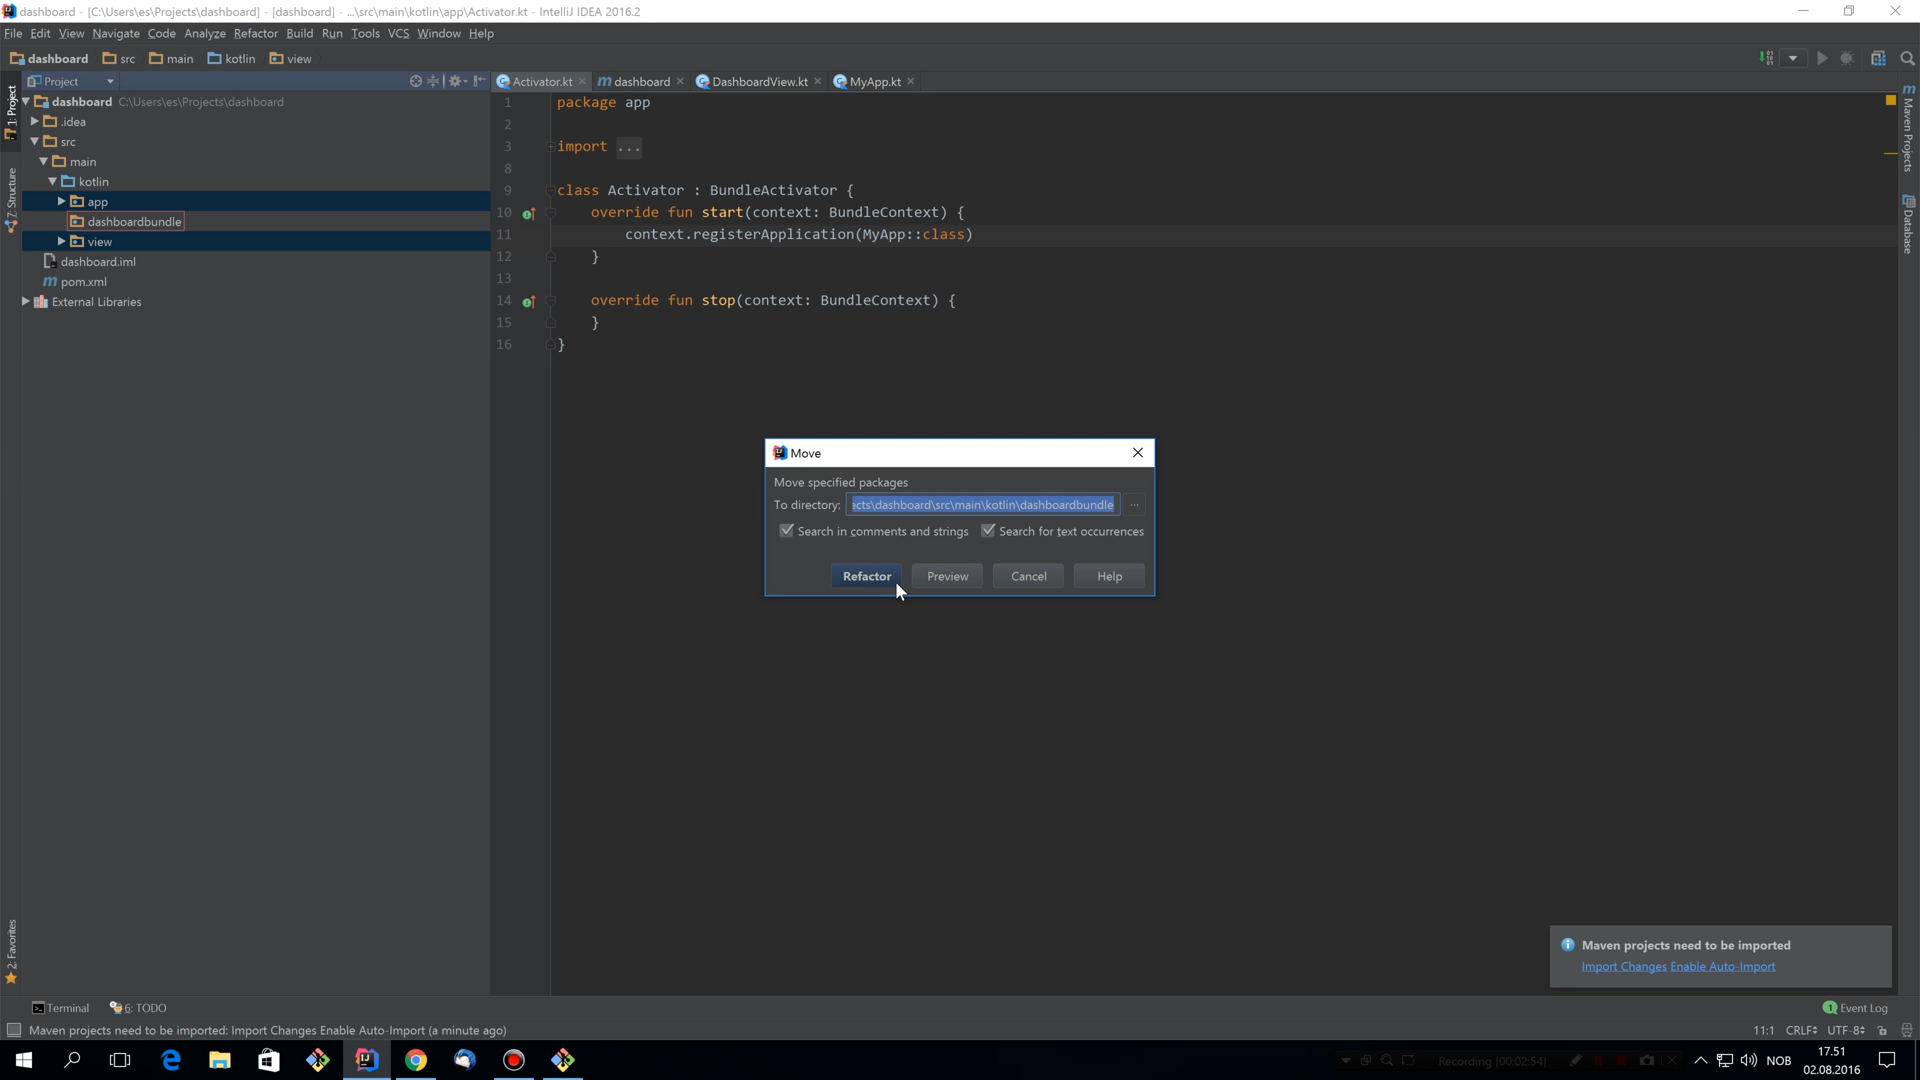 dashboard - [C:\Users\es\Projects\dashboard] - [dashboard] - ...\src\main\kotlin\app\Activator.kt - IntelliJ IDEA 2016.2
File Edit View Navigate Code Analyze Refactor Build Run Tools VCS Window Help
dashboard src main kotlin view
Project
Activator.kt
dashboard
DashboardView.kt
MyApp.kt
1: Project
7: Structure
2: Favorites
Maven Projects
Database
dashboard C:\Users\es\Projects\dashboard
.idea
src
main
kotlin
app
dashboardbundle
view
dashboard.iml
pom.xml
External Libraries
1 package app
2
3 import ...
8
9 class Activator : BundleActivator {
10 override fun start(context: BundleContext) {
11 context.registerApplication(MyApp::class)
12 }
13
14 override fun stop(context: BundleContext) {
15 }
16 }
Move
Move specified packages
To directory: ects\dashboard\src\main\kotlin\dashboardbundle ...
Search in comments and strings Search for text occurrences
Refactor Preview Cancel Help
Maven projects need to be imported
Import Changes Enable Auto-Import
Terminal 6: TODO
1 Event Log
Maven projects need to be imported: Import Changes Enable Auto-Import (a minute ago)
11:1 CRLF UTF-8
Recording [00:02:54]
NOB
17.51
02.08.2016